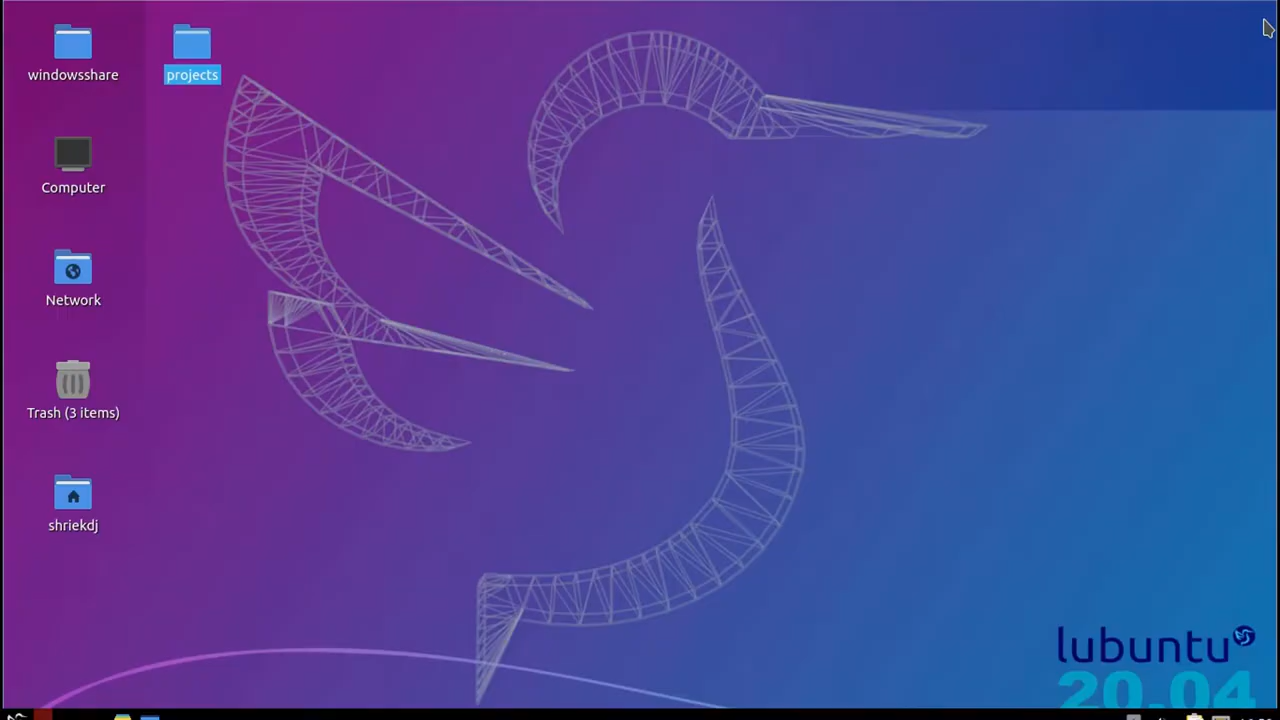 windowsshare
projects
Computer
Network
Trash (3 items)
shriekdj
lubuntu
20.04